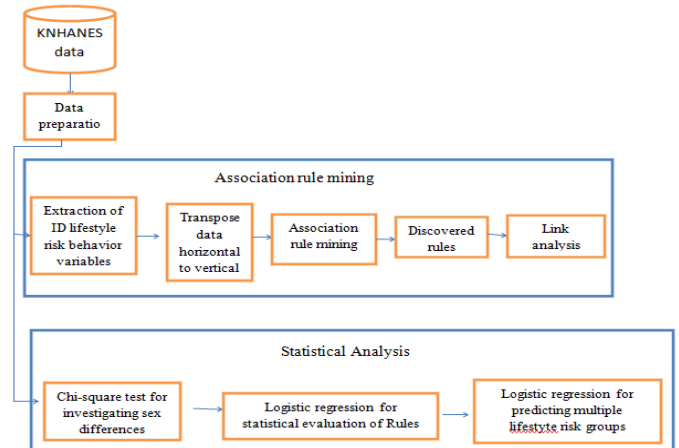 KNHANES
data
Data
preparatio
Association rule mining
Extraction of
ID lifestyle
risk behavior
variables
Transpose
data
horizontal
to vertical
Association
rule mining
Discovered
rules
Link
analysis
Statistical Analysis
Chi-square test for
investigating sex
differences
Logistic regression for
statistical evaluation of Rules
Logistic regression for
predicting multiple
lifestyte risk groups